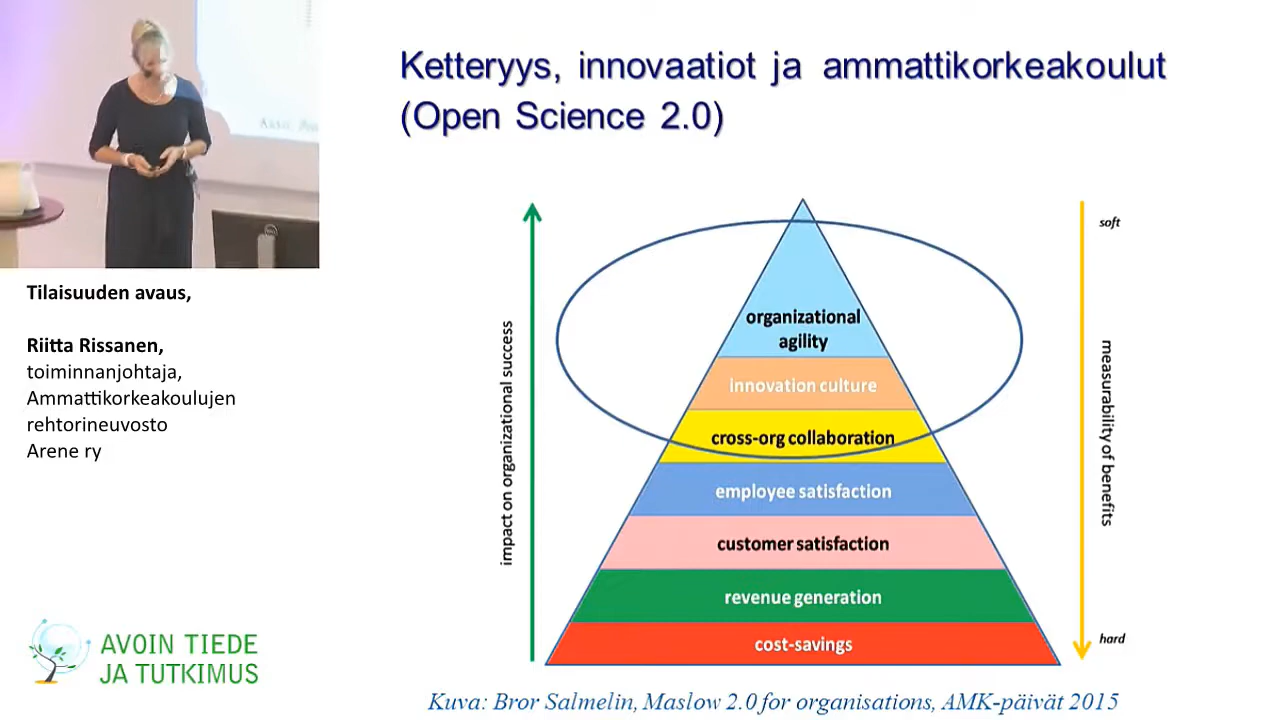 Ketteryys, innovaatiot ja ammattikorkeakoulut
(Open Science 2.0)
Tilaisuuden avaus,
Riitta Rissanen,
toiminnanjohtaja,
Ammattikorkeakoulujen
rehtorineuvosto
Arene ry
AVOIN TIEDE
JA TUTKIMUS
impact on organizational success
organizational
agility
innovation culture
cross-org collaboration
employee satisfaction
customer satisfaction
revenue generation
cost-savings
soft
measurability of benefits
hard
Kuva: Bror Salmelin, Maslow 2.0 for organisations, AMK-päivät 2015